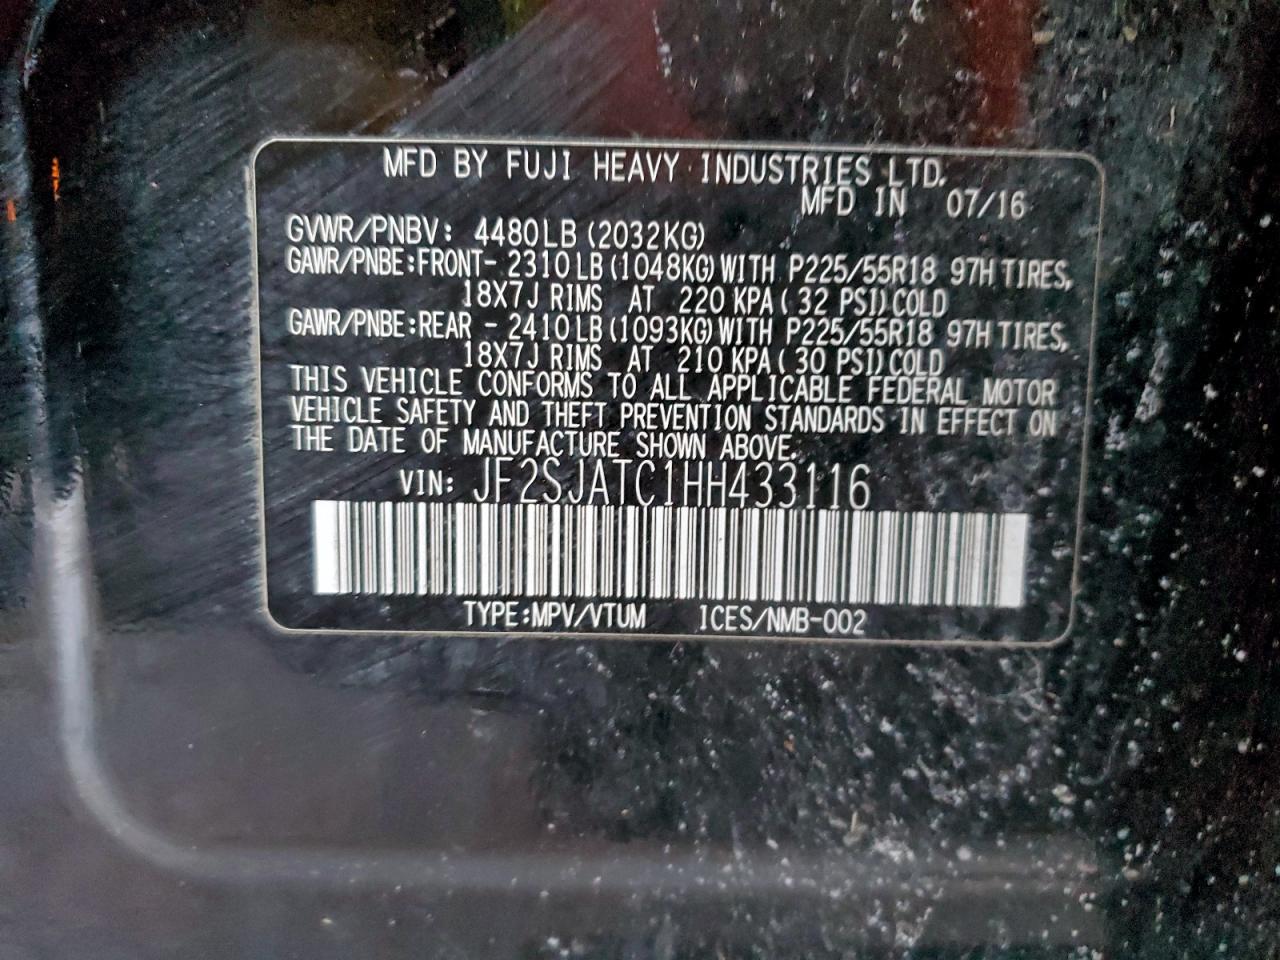 MFD BY FUJI HEAVY INDUSTRIES LTD.
MFD IN 07/16
GVWR/PNBV: 4480LB (2032KG)
GAWR/PNBE:FRONT- 2310LB (1048KG) WITH P225/55R18 97H TIRES,
18X7J RIMS AT 220 KPA ( 32 PSI) COLD
GAWR/PNBE:REAR - 2410LB (1093KG) WITH P225/55R18 97H TIRES,
18X7J RIMS AT 210 KPA ( 30 PSI) COLD
THIS VEHICLE CONFORMS TO ALL APPLICABLE FEDERAL MOTOR
VEHICLE SAFETY AND THEFT PREVENTION STANDARDS IN EFFECT ON
THE DATE OF MANUFACTURE SHOWN ABOVE.
VIN: JF2SJATC1HH433116
TYPE:MPV/VTUM ICES/NMB-002